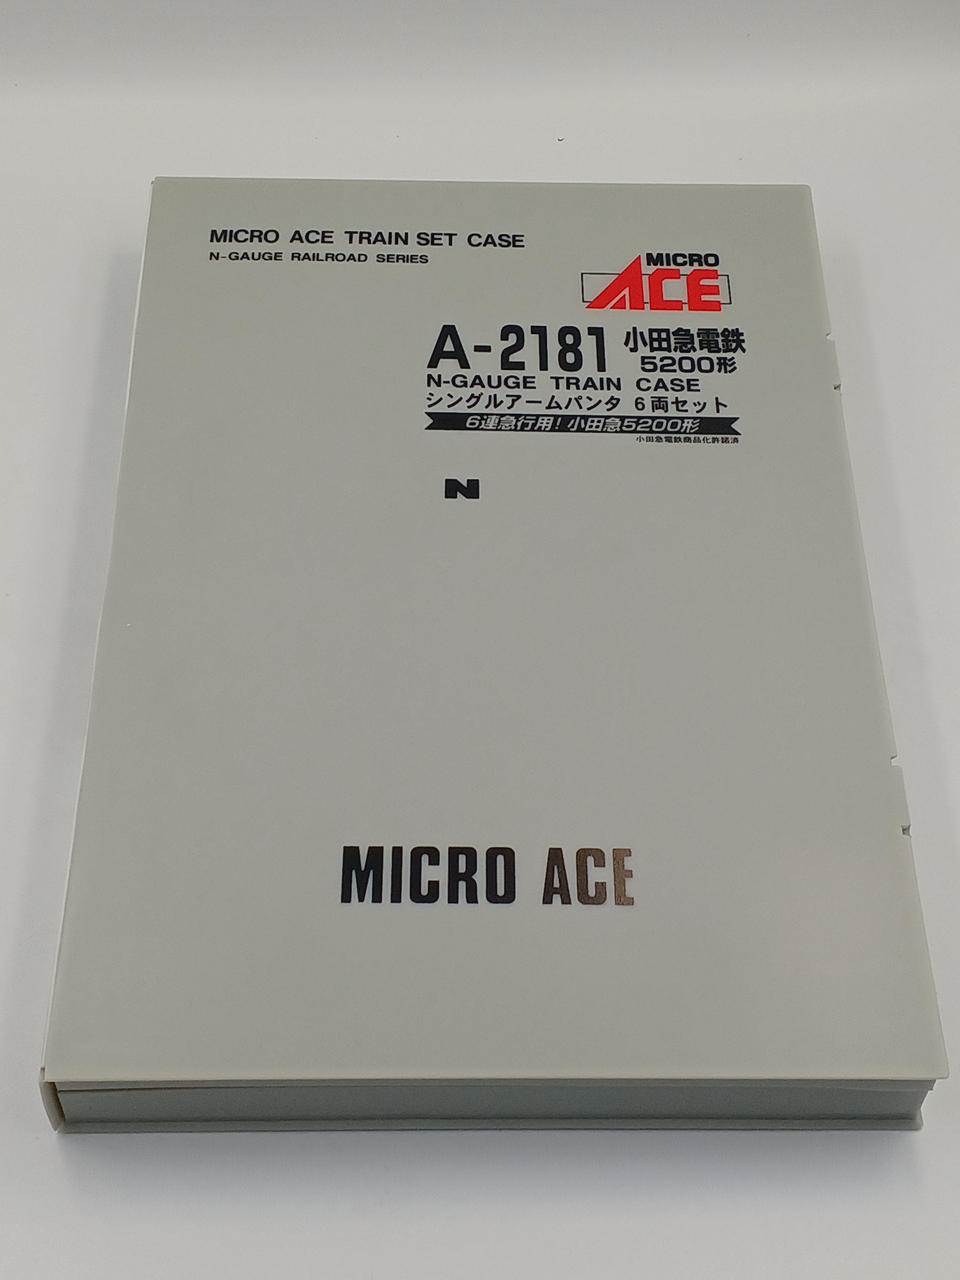 MICRO ACE TRAIN SET CASE
N-GAUGE RAILROAD SERIES
MICRO
ACE
A-2181 小田急電鉄
5200形
N-GAUGE TRAIN CASE
シングルアームパンタ 6両セット
6連急行用! 小田急5200形
小田急電鉄商品化許諾済
N
MICRO ACE